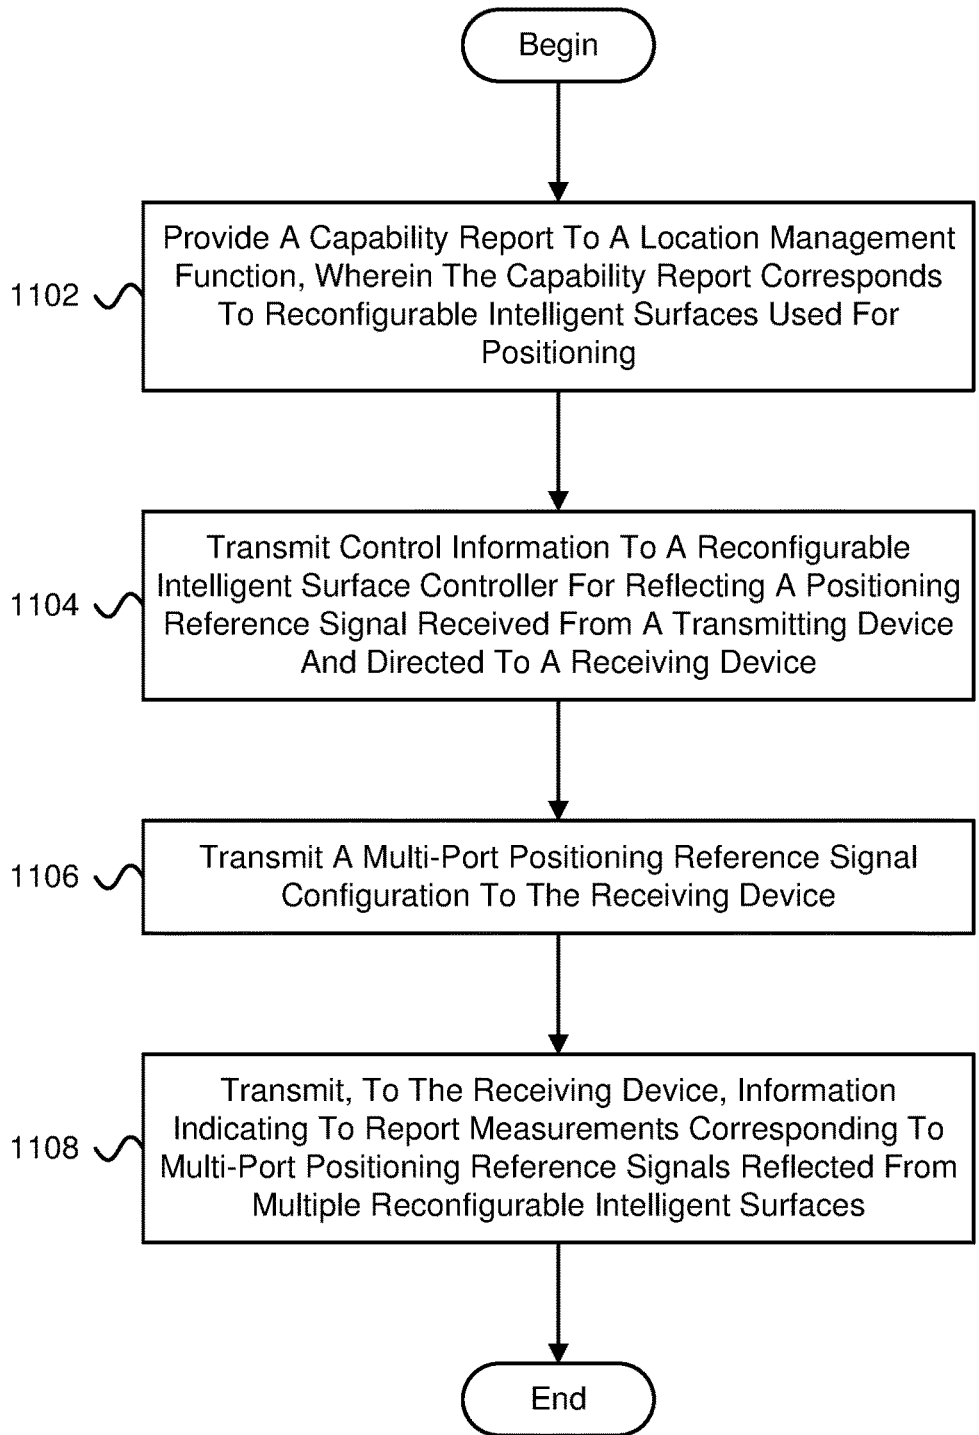 Begin
1102
Provide A Capability Report To A Location Management
Function, Wherein The Capability Report Corresponds
To Reconfigurable Intelligent Surfaces Used For
Positioning
1104
Transmit Control Information To A Reconfigurable
Intelligent Surface Controller For Reflecting A Positioning
Reference Signal Received From A Transmitting Device
And Directed To A Receiving Device
1106
Transmit A Multi-Port Positioning Reference Signal
Configuration To The Receiving Device
1108
Transmit, To The Receiving Device, Information
Indicating To Report Measurements Corresponding To
Multi-Port Positioning Reference Signals Reflected From
Multiple Reconfigurable Intelligent Surfaces
End